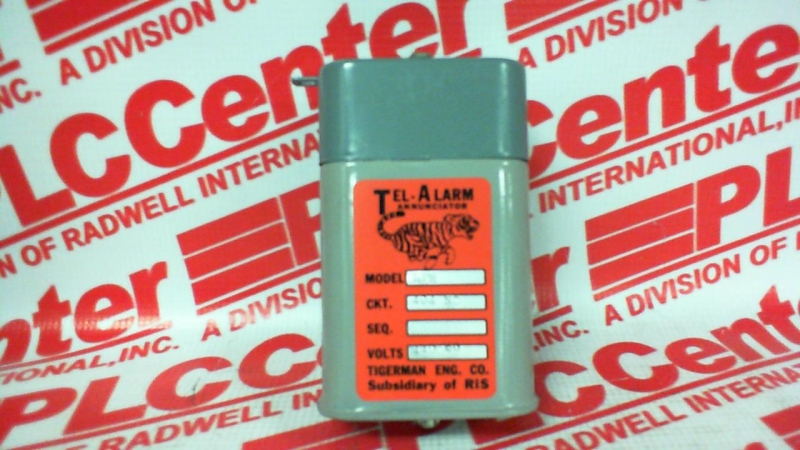 PLCCenter
A DIVISION OF RADWELL INTERNATIONAL, INC.
TEL-ALARM
ANNUNCIATOR
MODEL
CKT.
SEQ.
VOLTS
TIGERMAN ENG. CO.
Subsidiary of RIS